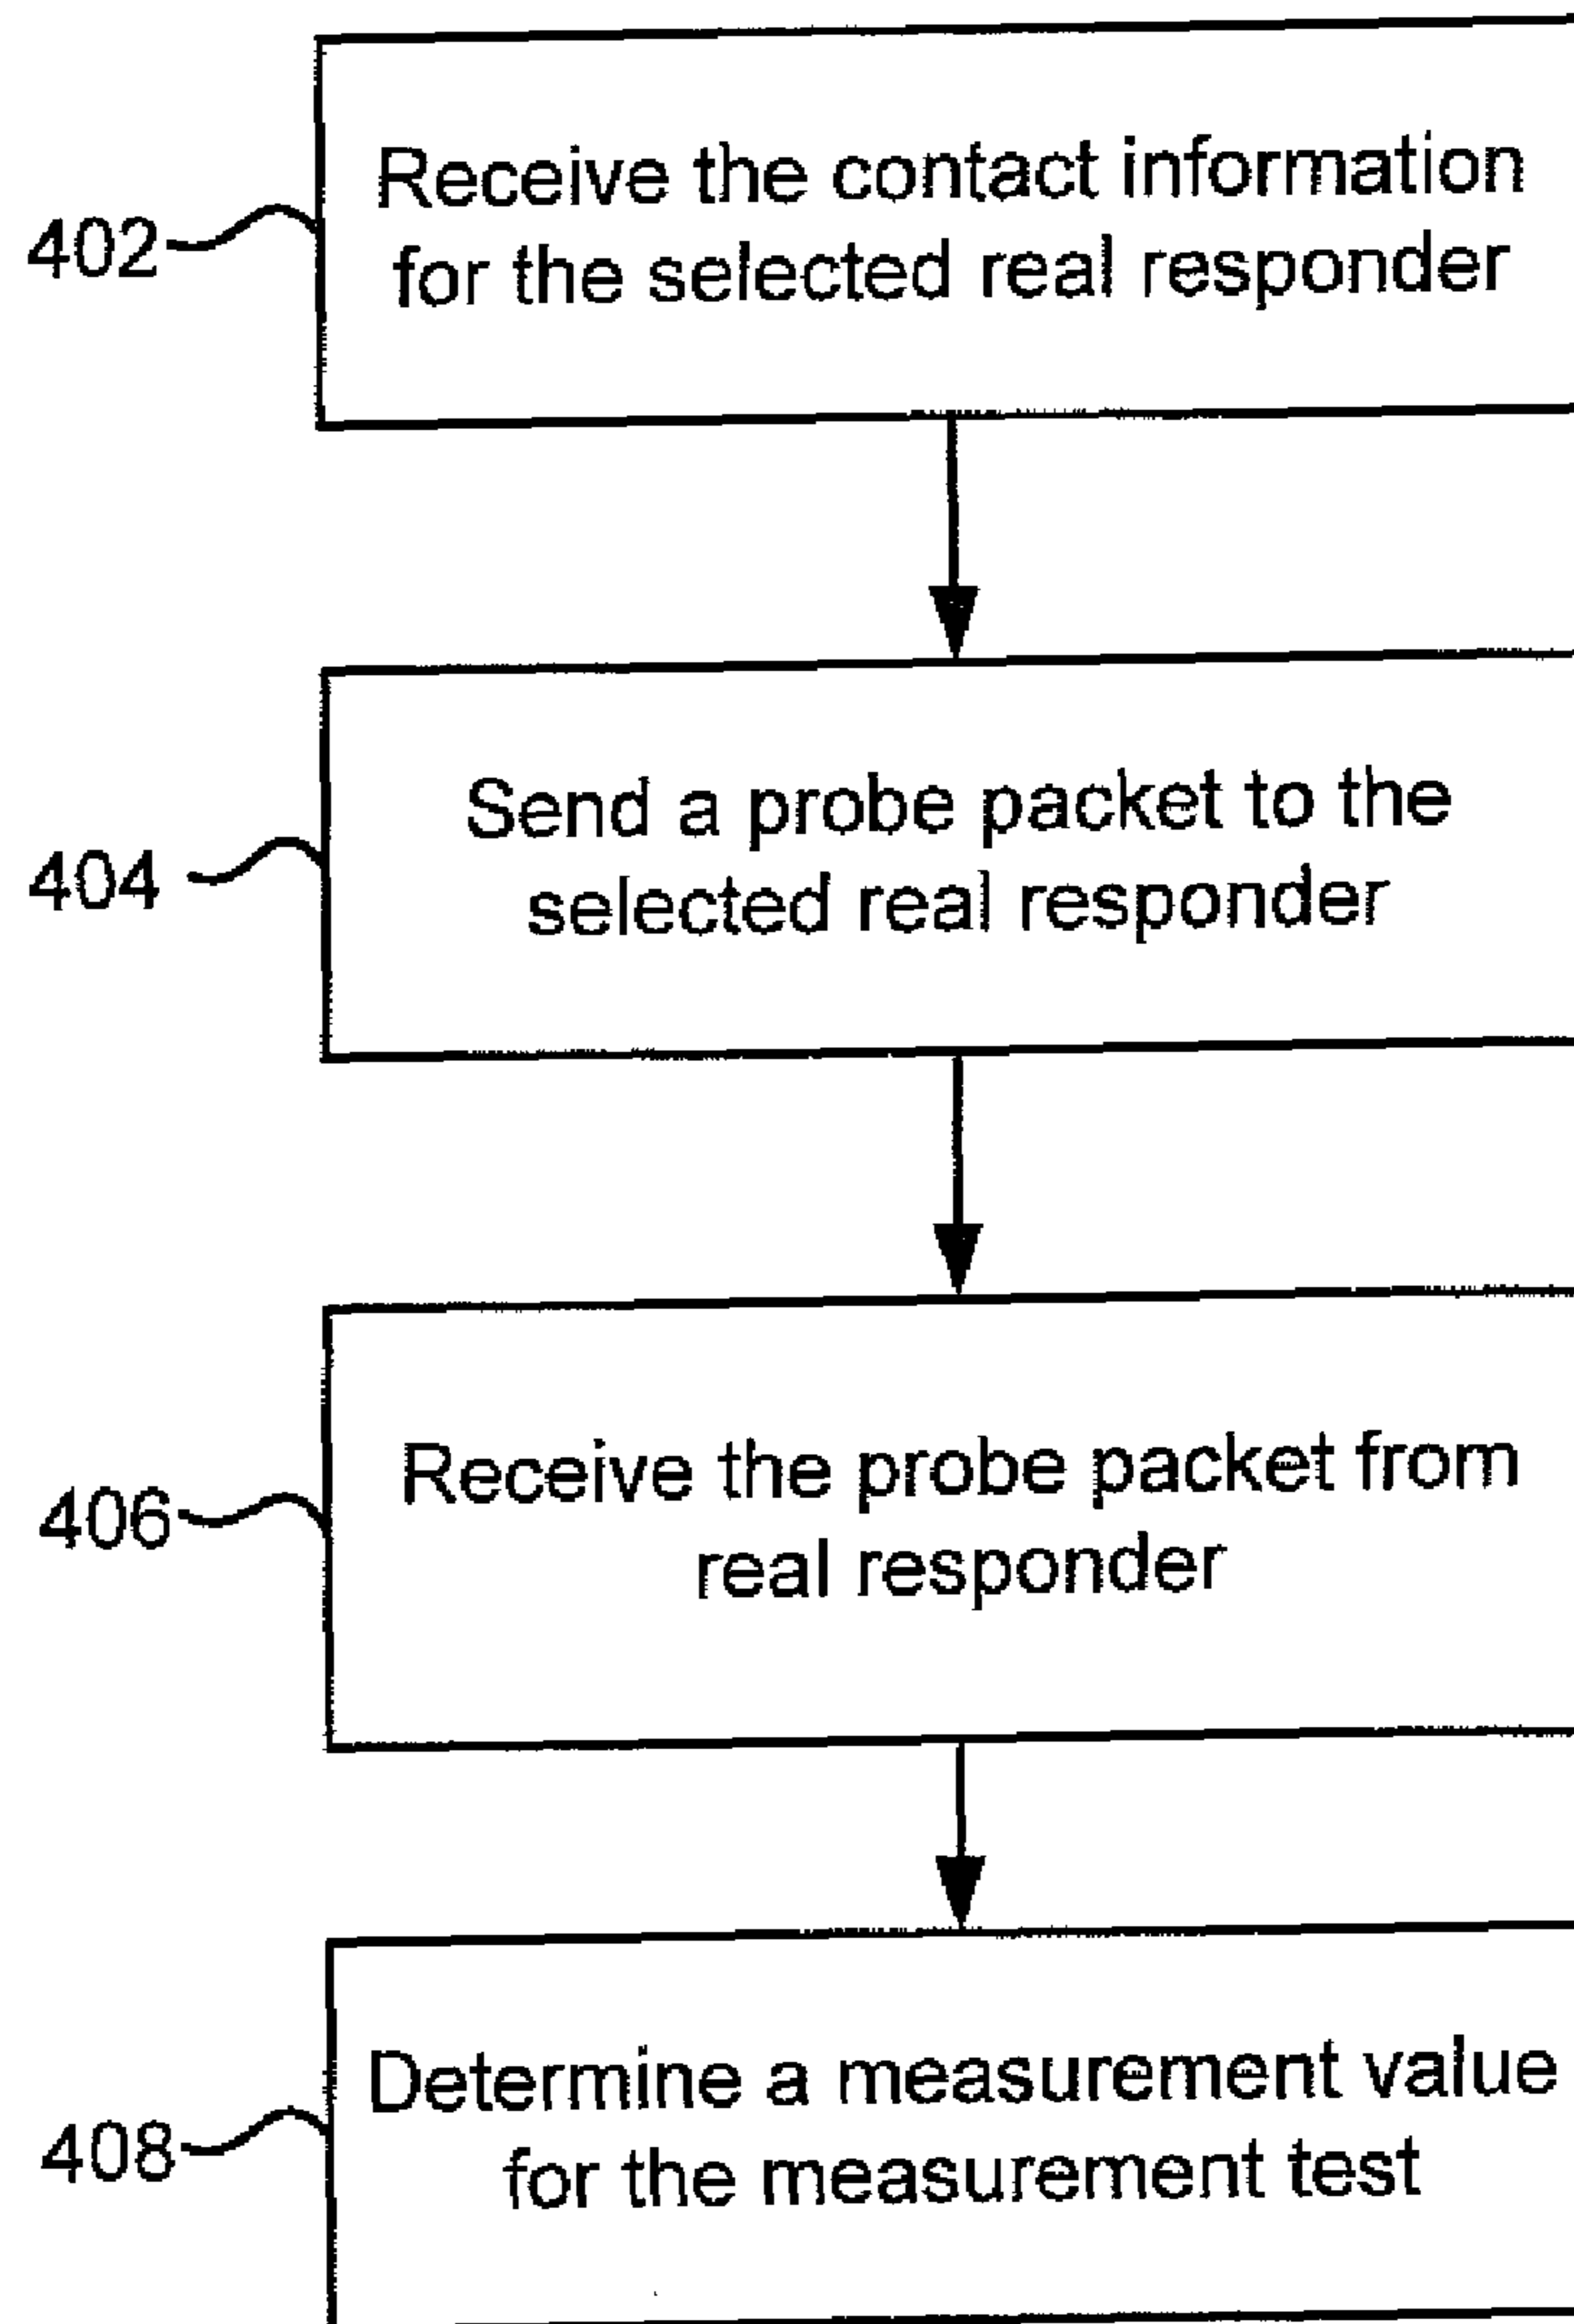 402
Receive the contact information
for the selected real responder
404
Send a probe packet to the
selected real responder
406
Receive the probe packet from
real responder
408
Determine a measurement value
for the measurement test